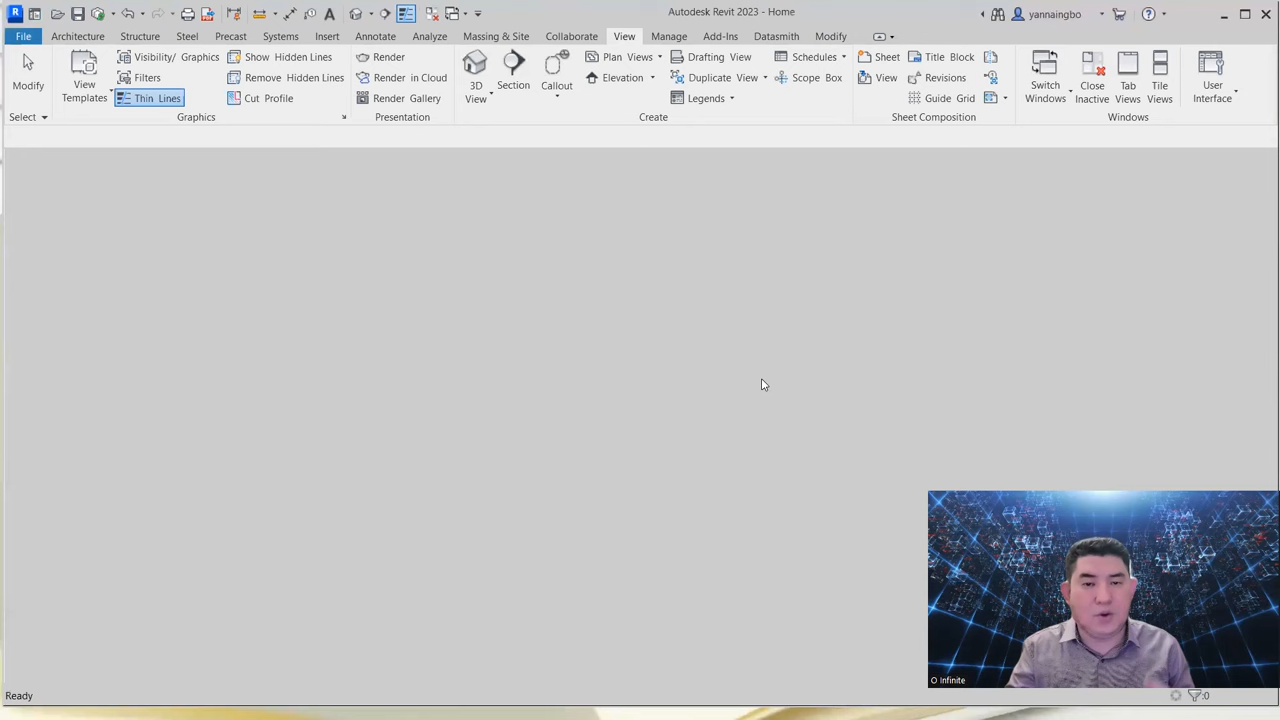 Autodesk Revit 2023 - Home
yannaingbo
File Architecture Structure Steel Precast Systems Insert Annotate Analyze Massing & Site Collaborate View Manage Add-Ins Datasmith Modify
Modify
View Templates
Visibility/ Graphics
Filters
Thin Lines
Show Hidden Lines
Remove Hidden Lines
Cut Profile
Render
Render in Cloud
Render Gallery
3D View
Section
Callout
Plan Views
Elevation
Drafting View
Duplicate View
Legends
Schedules
Scope Box
Sheet
View
Title Block
Revisions
Guide Grid
Switch Windows
Close Inactive
Tab Views
Tile Views
User Interface
Select Graphics Presentation Create Sheet Composition Windows
O Infinite
Ready
:0